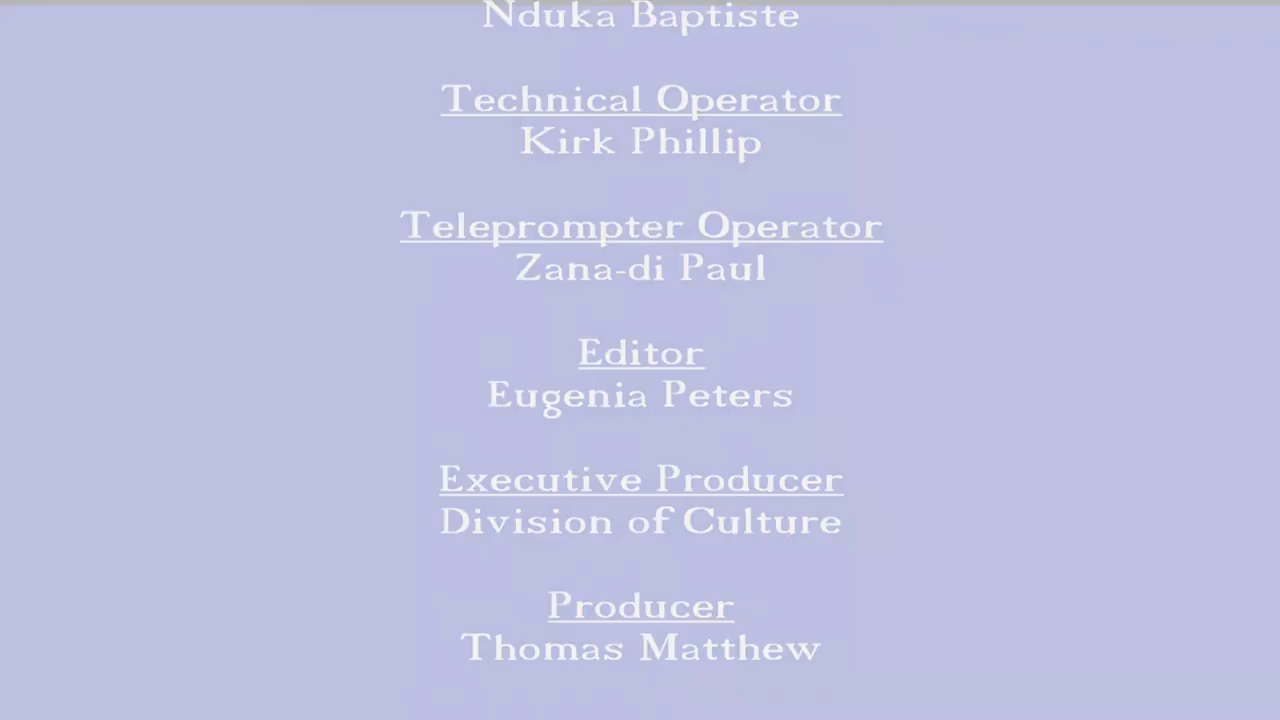 Nduka Baptiste
Technical Operator
Kirk Phillip
Teleprompter Operator
Zana-di Paul
Editor
Eugenia Peters
Executive Producer
Division of Culture
Producer
Thomas Matthew